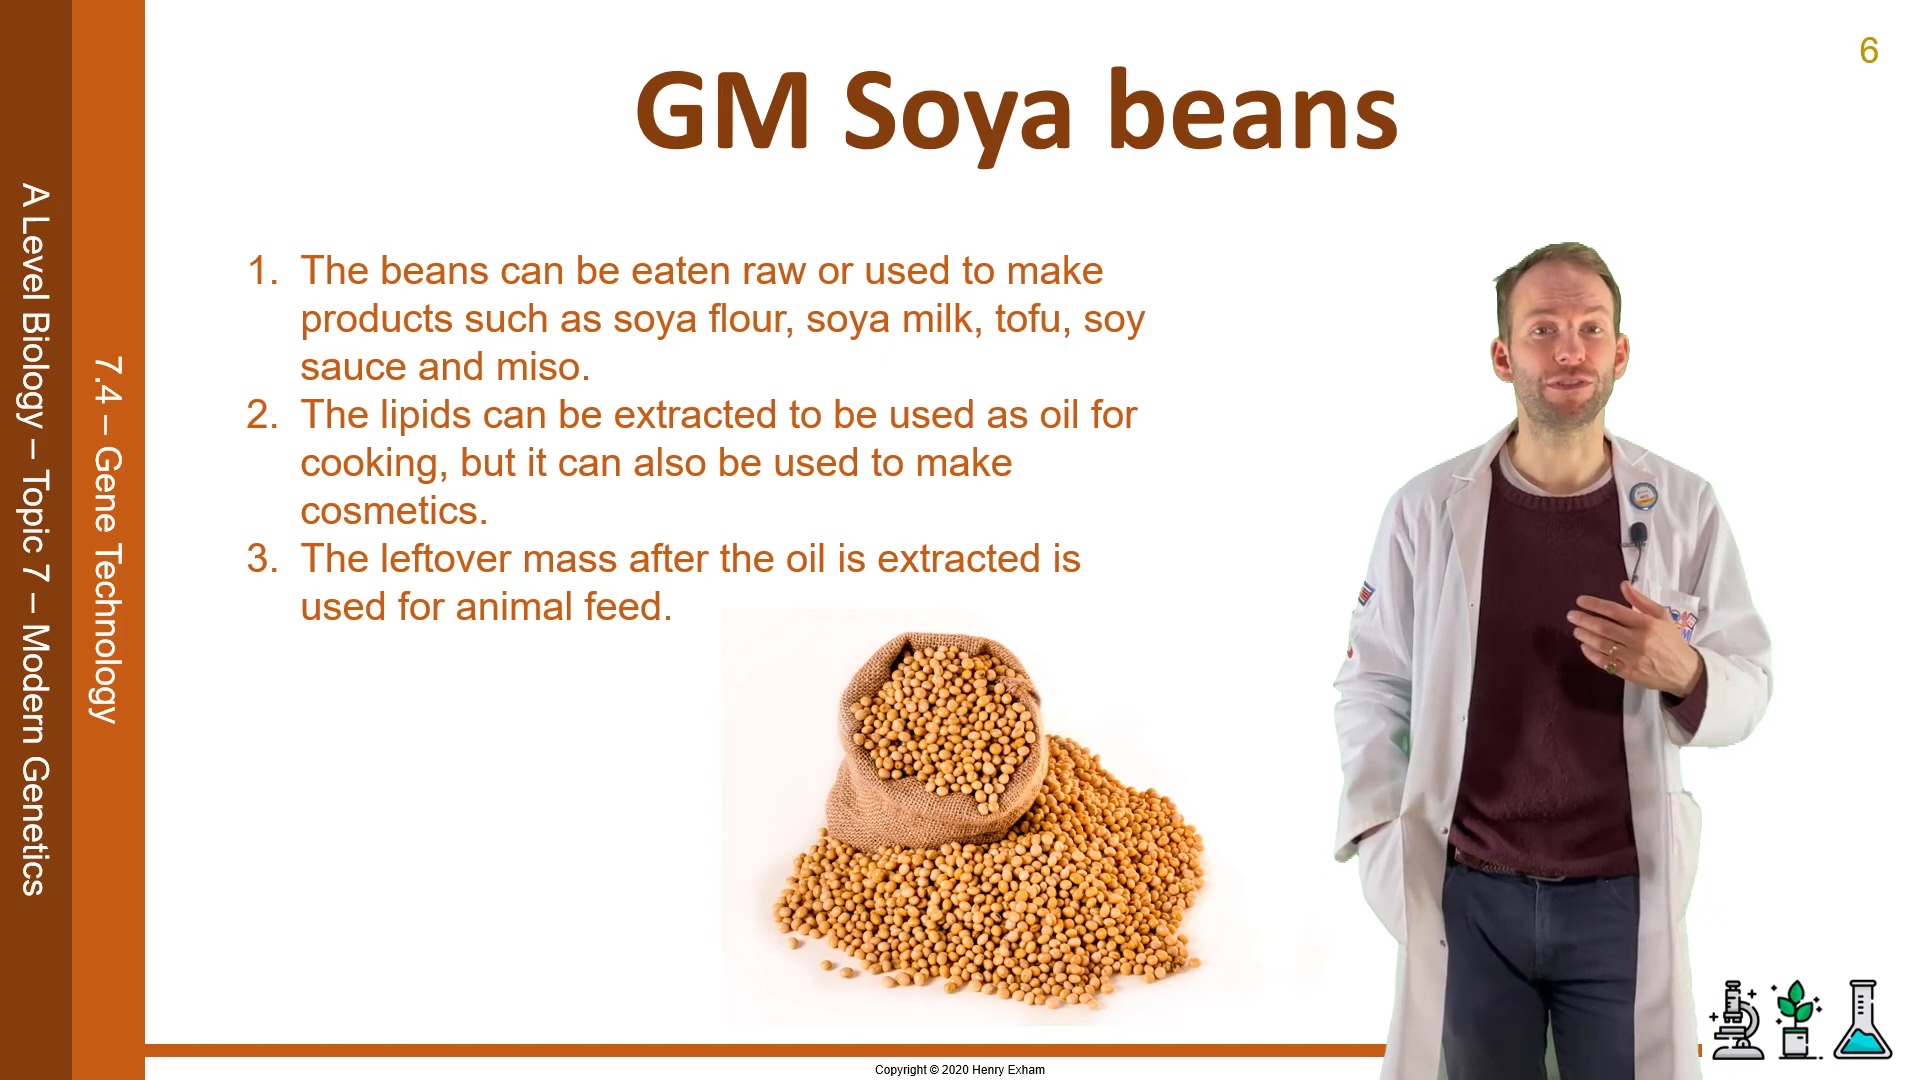 6
GM Soya beans
A Level Biology – Topic 7 – Modern Genetics
7.4 – Gene Technology
1. The beans can be eaten raw or used to make
products such as soya flour, soya milk, tofu, soy
sauce and miso.
2. The lipids can be extracted to be used as oil for
cooking, but it can also be used to make
cosmetics.
3. The leftover mass after the oil is extracted is
used for animal feed.
Copyright © 2020 Henry Exham